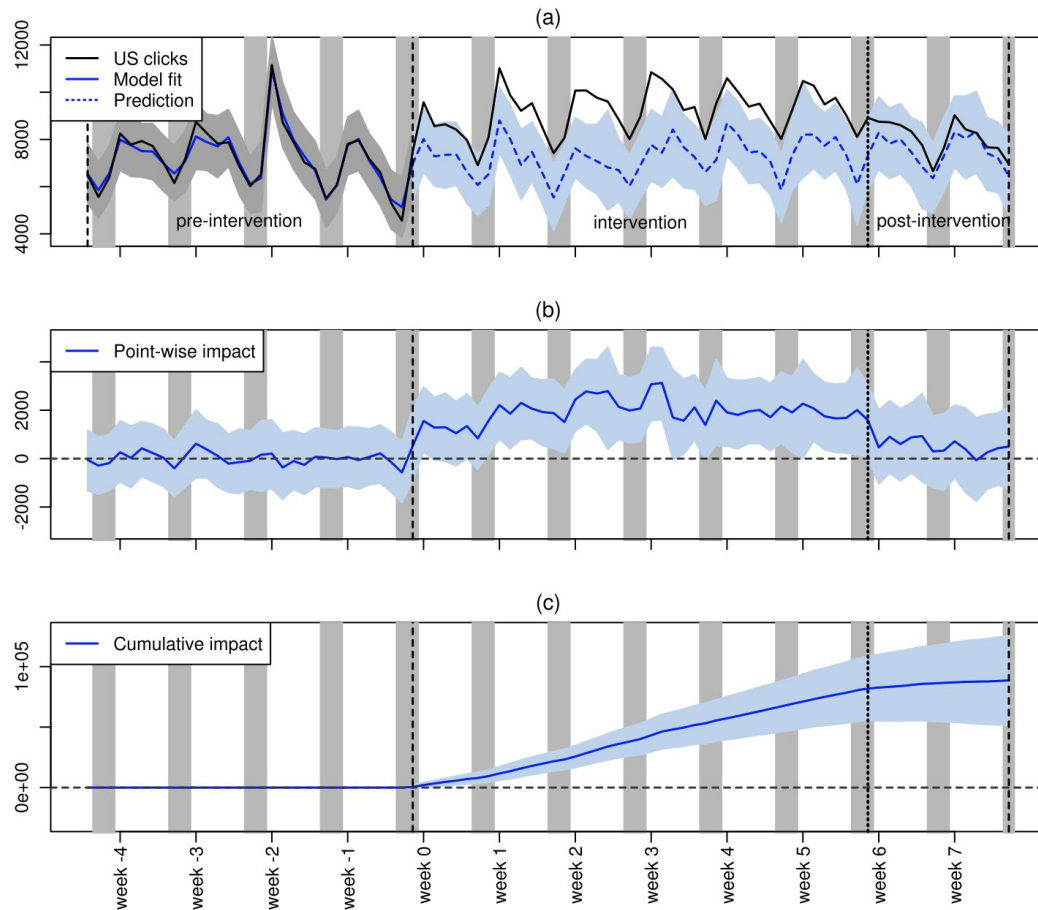 (a)
12000
10000
8000
6000
4000
US clicks
Model fit
Prediction
pre-intervention
intervention
post-intervention
(b)
2000
0
-2000
Point-wise impact
(c)
1e+05
0e+00
Cumulative impact
week -4
week -3
week -2
week -1
week 0
week 1
week 2
week 3
week 4
week 5
week 6
week 7